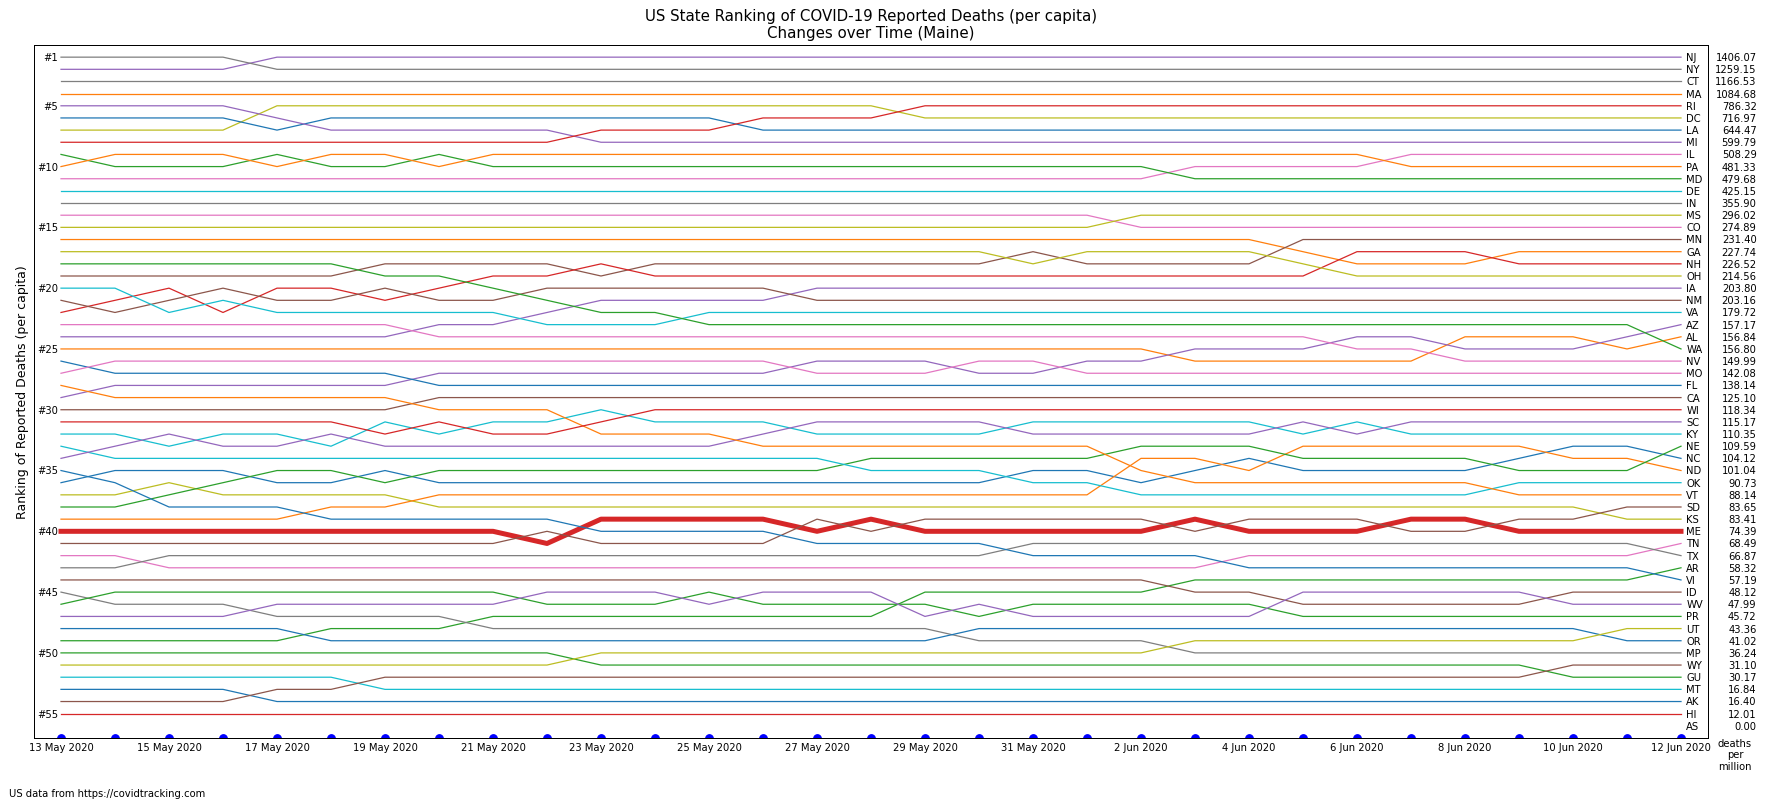 US State Ranking of COVID-19 Reported Deaths (per capita)
Changes over Time (Maine)
Ranking of Reported Deaths (per capita)
#1
#5
#10
#15
#20
#25
#30
#35
#40
#45
#50
#55
NJ 1406.07
NY 1259.15
CT 1166.53
MA 1084.68
RI 786.32
DC 716.97
LA 644.47
MI 599.79
IL 508.29
PA 481.33
MD 479.68
DE 425.15
IN 355.90
MS 296.02
CO 274.89
MN 231.40
GA 227.74
NH 226.52
OH 214.56
IA 203.80
NM 203.16
VA 179.72
AZ 157.17
AL 156.84
WA 156.80
NV 149.99
MO 142.08
FL 138.14
CA 125.10
WI 118.34
SC 115.17
KY 110.35
NE 109.59
NC 104.12
ND 101.04
OK 90.73
VT 88.14
SD 83.65
KS 83.41
ME 74.39
TN 68.49
TX 66.87
AR 58.32
VI 57.19
ID 48.12
WV 47.99
PR 45.72
UT 43.36
OR 41.02
MP 36.24
WY 31.10
GU 30.17
MT 16.84
AK 16.40
HI 12.01
AS 0.00
13 May 2020 15 May 2020 17 May 2020 19 May 2020 21 May 2020 23 May 2020 25 May 2020 27 May 2020 29 May 2020 31 May 2020 2 Jun 2020 4 Jun 2020 6 Jun 2020 8 Jun 2020 10 Jun 2020 12 Jun 2020
deaths
per
million
US data from https://covidtracking.com